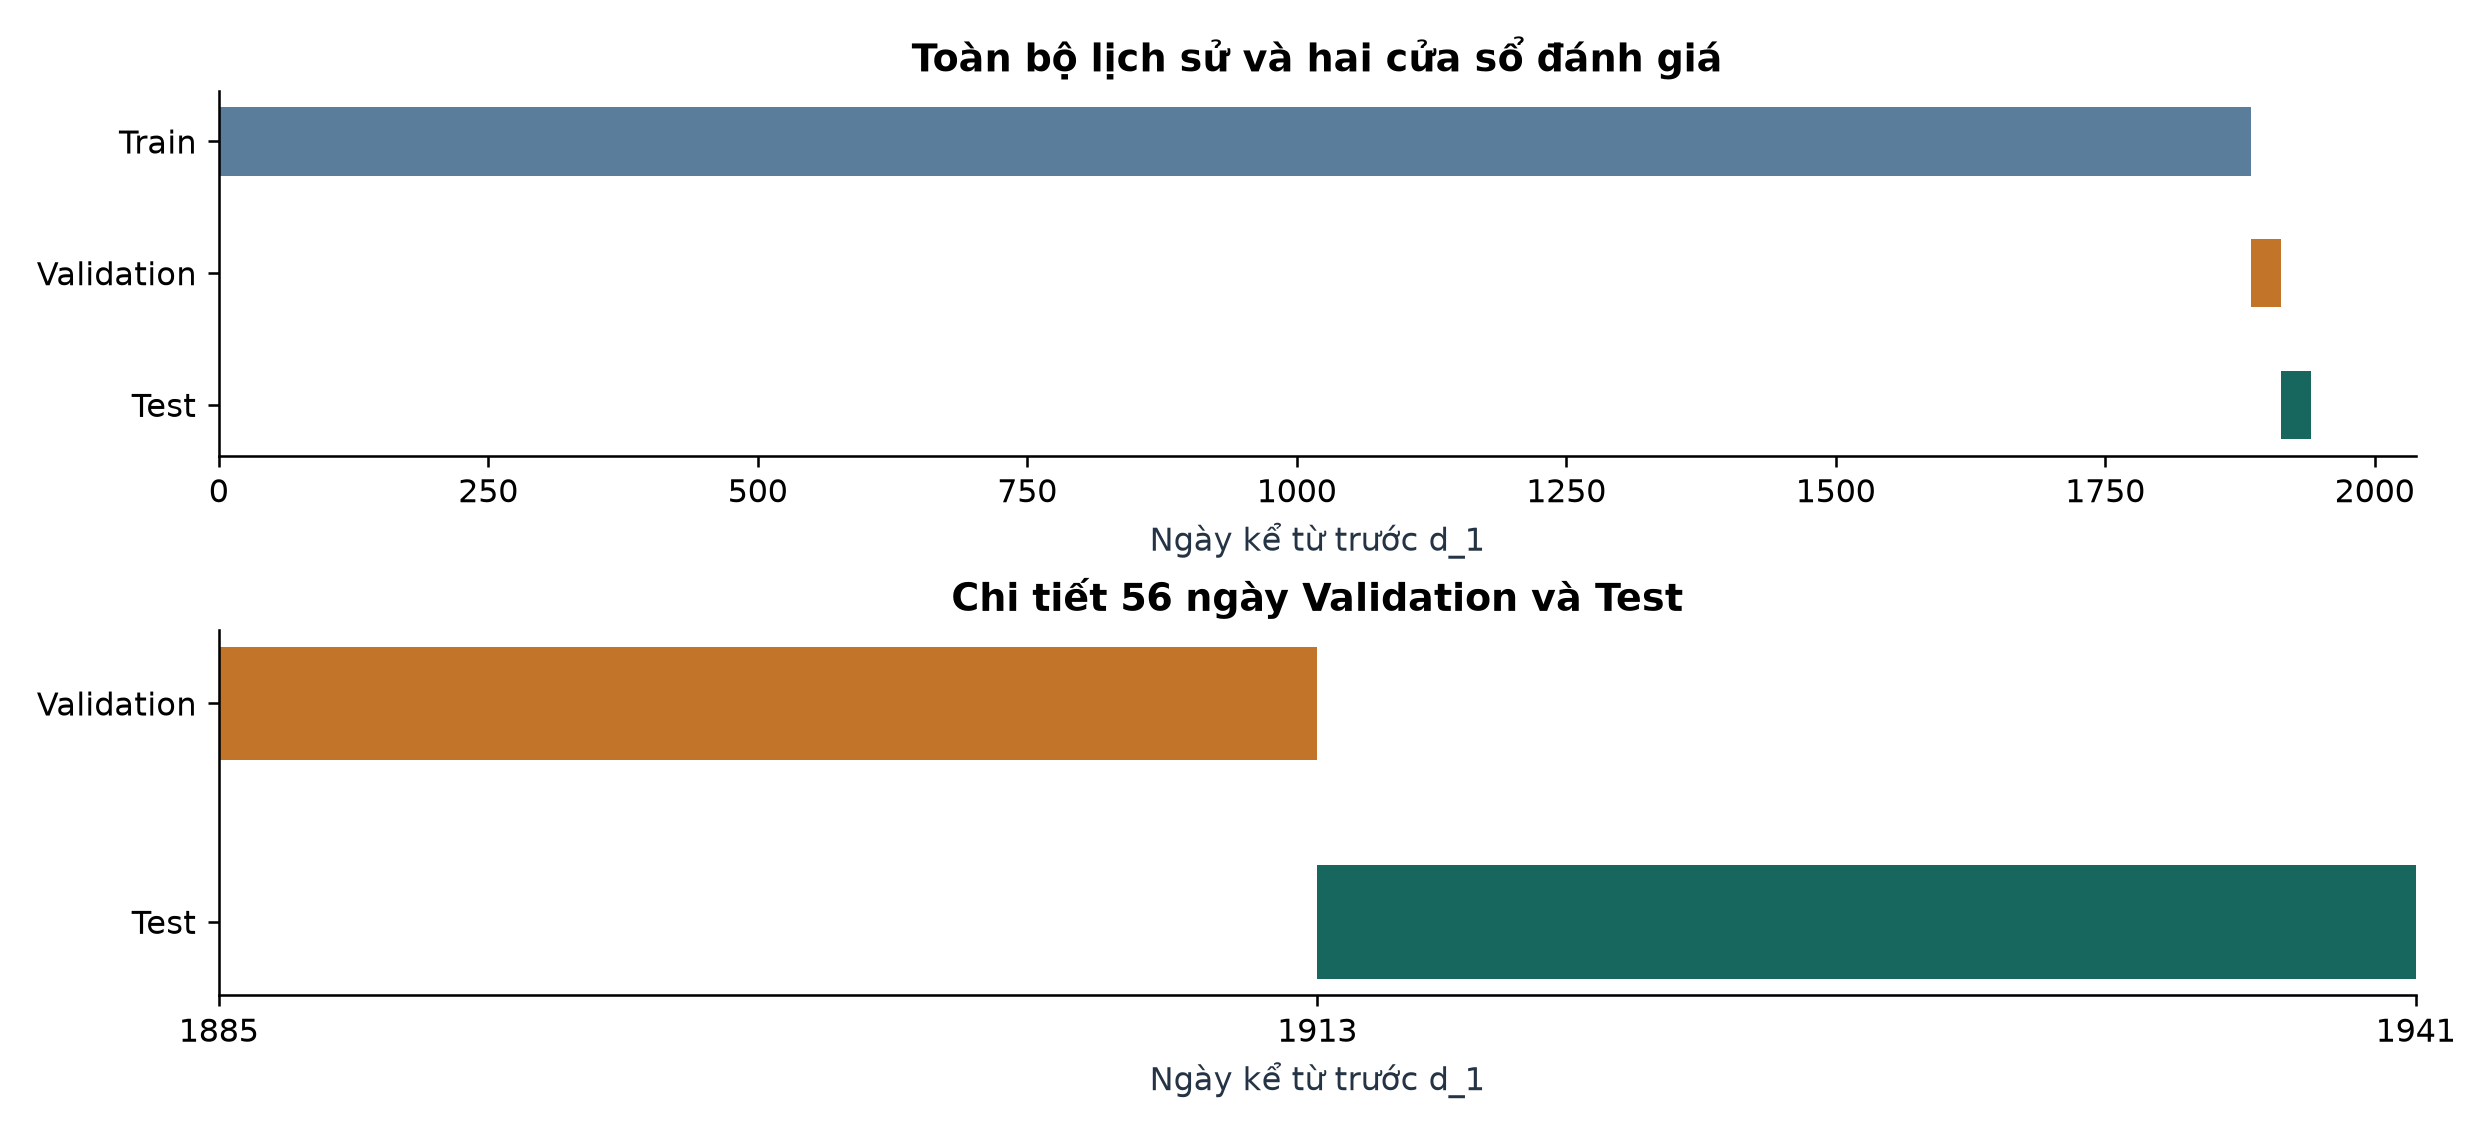 Toàn bộ lịch sử và hai cửa sổ đánh giá
Train
Validation
Test
0 250 500 750 1000 1250 1500 1750 2000
Ngày kể từ trước d_1
Chi tiết 56 ngày Validation và Test
Validation
Test
1885 1913 1941
Ngày kể từ trước d_1